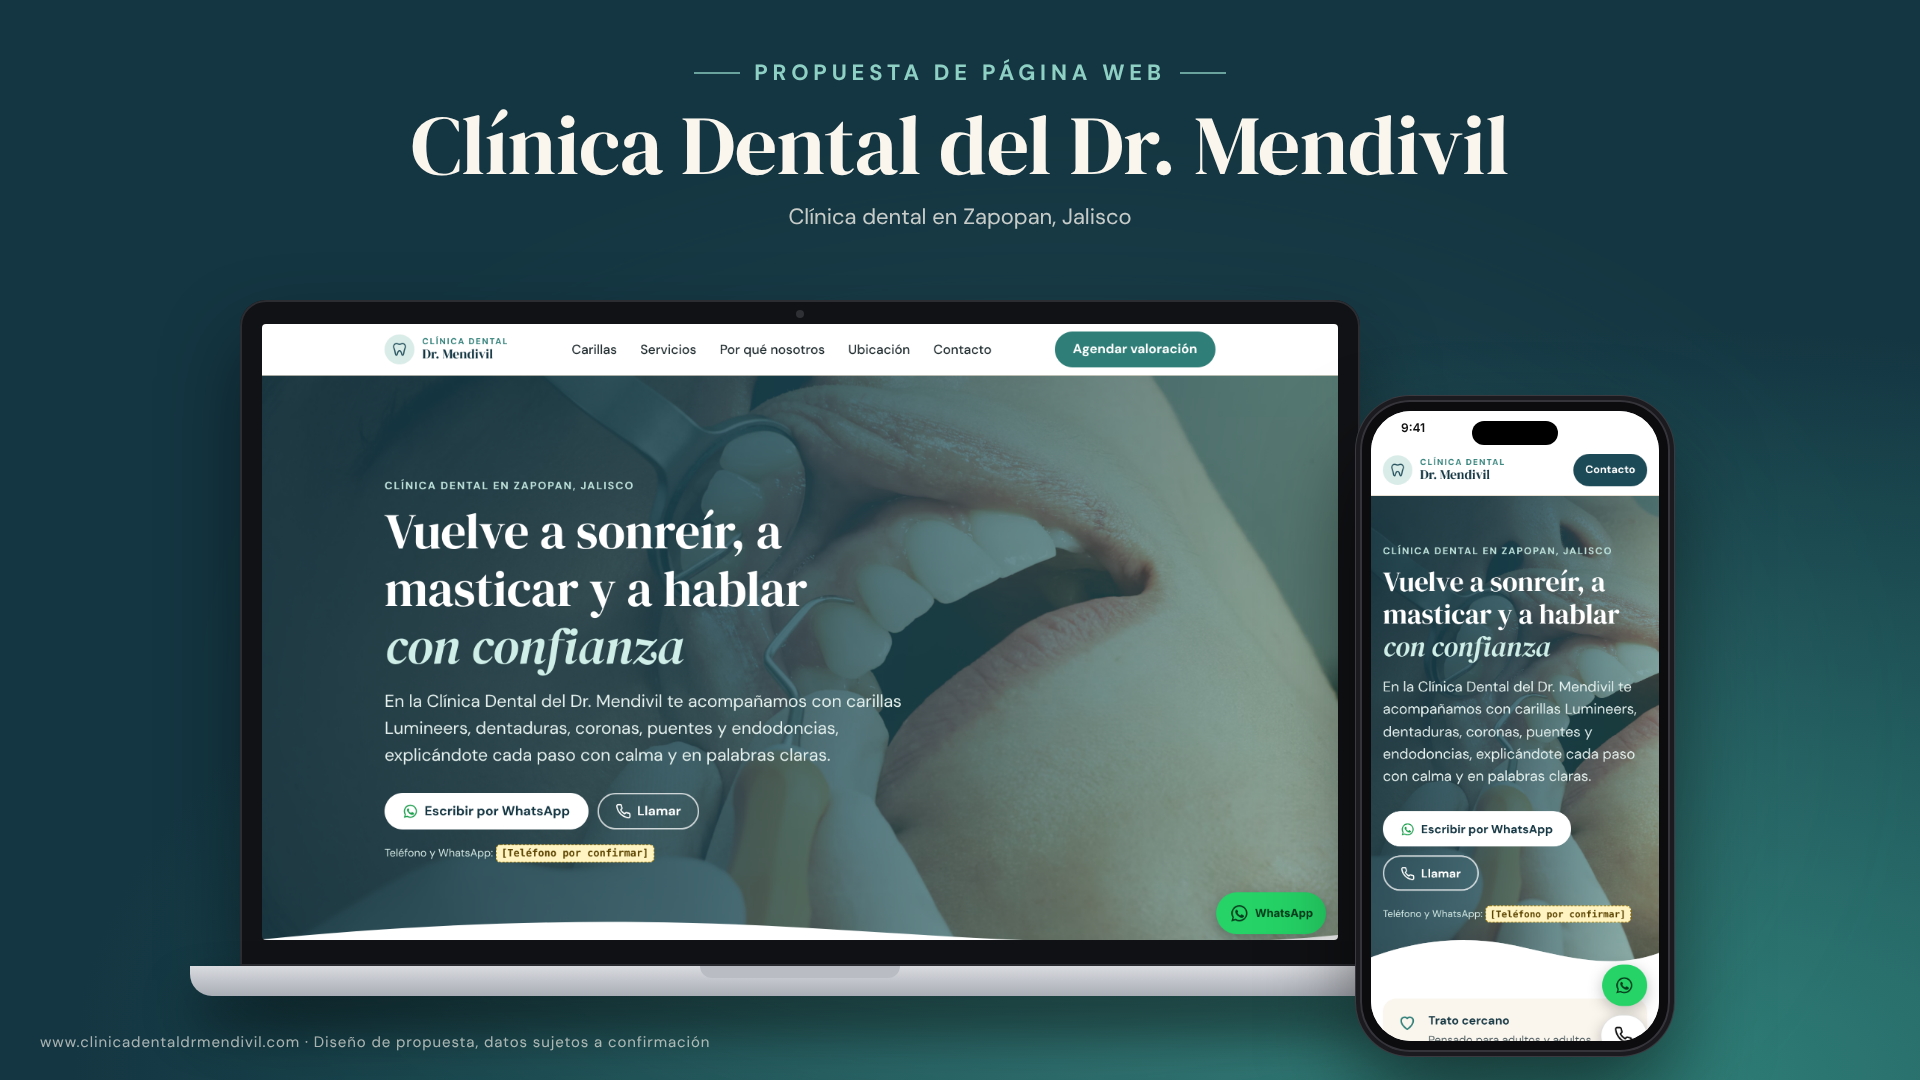 PROPUESTA DE PÁGINA WEB
Clínica Dental del Dr. Mendivil
Clínica dental en Zapopan, Jalisco
CLÍNICA DENTAL
Dr. Mendivil
Carillas
Servicios
Por qué nosotros
Ubicación
Contacto
Agendar valoración
CLÍNICA DENTAL EN ZAPOPAN, JALISCO
Vuelve a sonreír, a
masticar y a hablar
con confianza
En la Clínica Dental del Dr. Mendivil te acompañamos con carillas
Lumineers, dentaduras, coronas, puentes y endodoncias,
explicándote cada paso con calma y en palabras claras.
Escribir por WhatsApp
Llamar
Teléfono y WhatsApp: [Teléfono por confirmar]
WhatsApp
9:41
CLÍNICA DENTAL
Dr. Mendivil
Contacto
CLÍNICA DENTAL EN ZAPOPAN, JALISCO
Vuelve a sonreír, a
masticar y a hablar
con confianza
En la Clínica Dental del Dr. Mendivil te
acompañamos con carillas Lumineers,
dentaduras, coronas, puentes y
endodoncias, explicándote cada paso
con calma y en palabras claras.
Escribir por WhatsApp
Llamar
Teléfono y WhatsApp: [Teléfono por confirmar]
Trato cercano
Pensado para adultos y adultos
www.clinicadentaldrmendivil.com · Diseño de propuesta, datos sujetos a confirmación